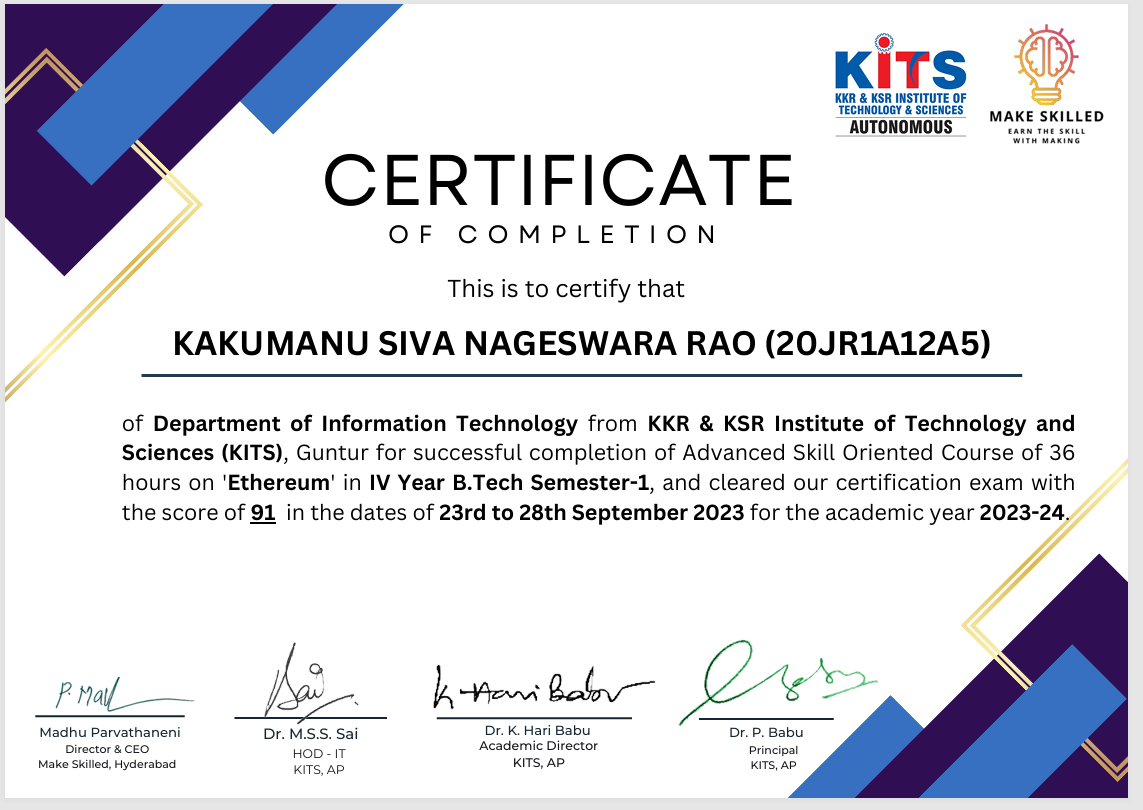 KiTS
KKR & KSR INSTITUTE OF
TECHNOLOGY & SCIENCES
AUTONOMOUS
MAKE SKILLED
EARN THE SKILL
WITH MAKING
CERTIFICATE
OF COMPLETION
This is to certify that
KAKUMANU SIVA NAGESWARA RAO (20JR1A12A5)
of Department of Information Technology from KKR & KSR Institute of Technology and
Sciences (KITS), Guntur for successful completion of Advanced Skill Oriented Course of 36
hours on 'Ethereum' in IV Year B.Tech Semester-1, and cleared our certification exam with
the score of 91 in the dates of 23rd to 28th September 2023 for the academic year 2023-24.
K. Hari Babu
Madhu Parvathaneni
Director & CEO
Make Skilled, Hyderabad
Dr. M.S.S. Sai
HOD - IT
KITS, AP
Dr. K. Hari Babu
Academic Director
KITS, AP
Dr. P. Babu
Principal
KITS, AP